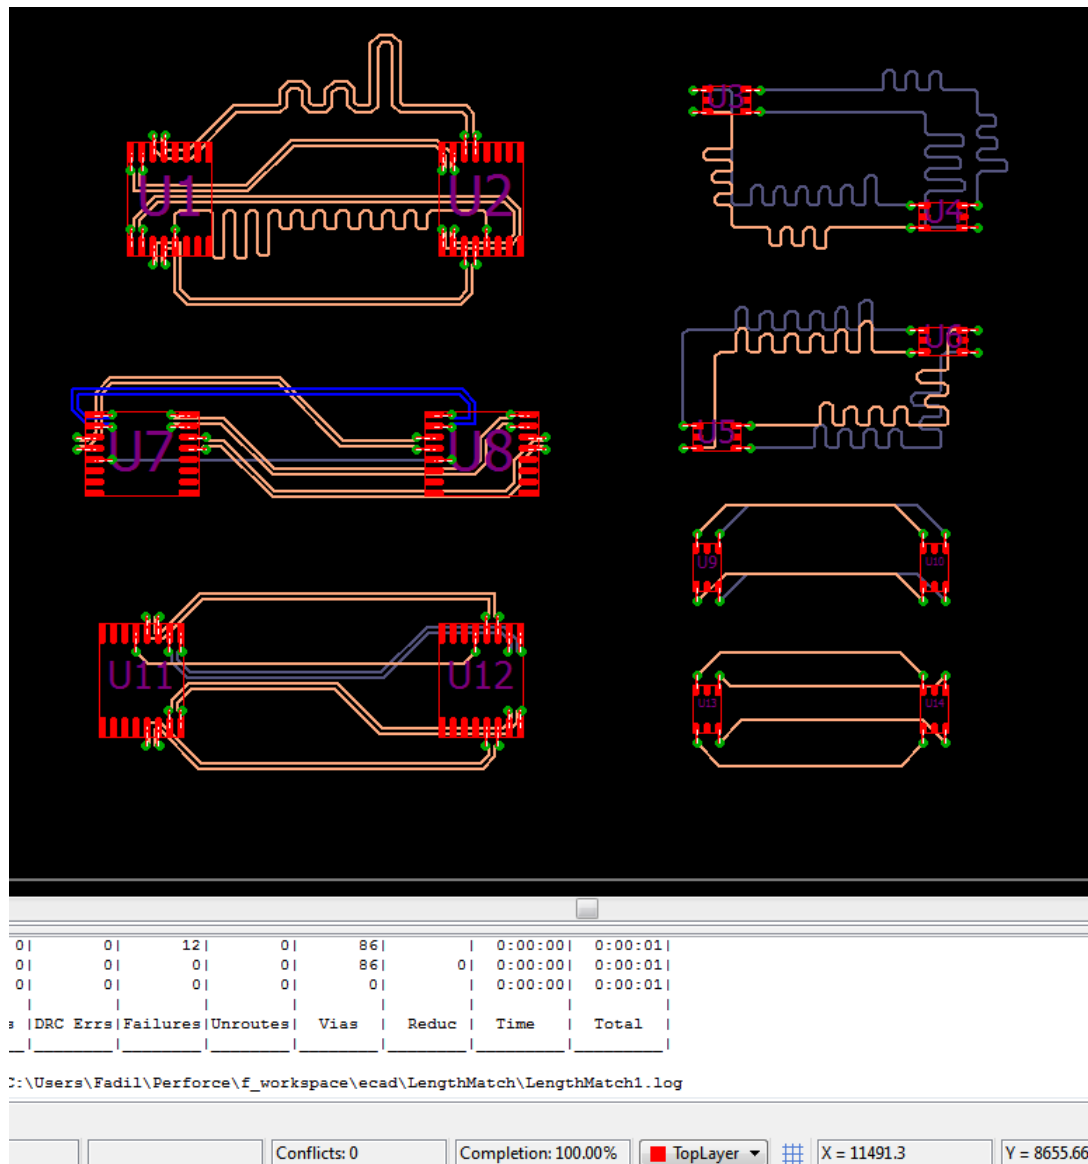 U3
U1
U2
U4
U6
U5
U7
U8
U9
U10
U11
U12
U13
U14
0| 0| 12| 0| 86| | 0:00:00| 0:00:01|
0| 0| 0| 0| 86| 0| 0:00:00| 0:00:01|
0| 0| 0| 0| 0| | 0:00:00| 0:00:01|
s |DRC Errs|Failures|Unroutes| Vias | Reduc | Time | Total |
C:\Users\Fadil\Perforce\f_workspace\ecad\LengthMatch\LengthMatch1.log
Conflicts: 0 Completion: 100.00% TopLayer X = 11491.3 Y = 8655.66